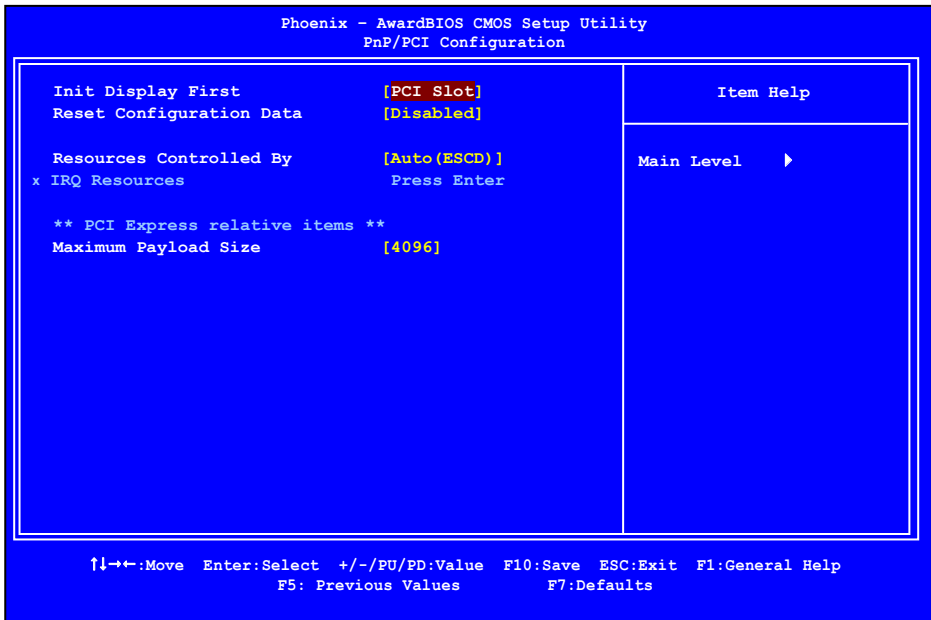 Phoenix – AwardBIOS CMOS Setup Utility
PnP/PCI Configuration
Init Display First [PCI Slot]
Reset Configuration Data [Disabled]
Resources Controlled By [Auto(ESCD)]
x IRQ Resources Press Enter
** PCI Express relative items **
Maximum Payload Size [4096]
Item Help
Main Level
↑↓→←:Move Enter:Select +/-/PU/PD:Value F10:Save ESC:Exit F1:General Help
F5: Previous Values F7:Defaults